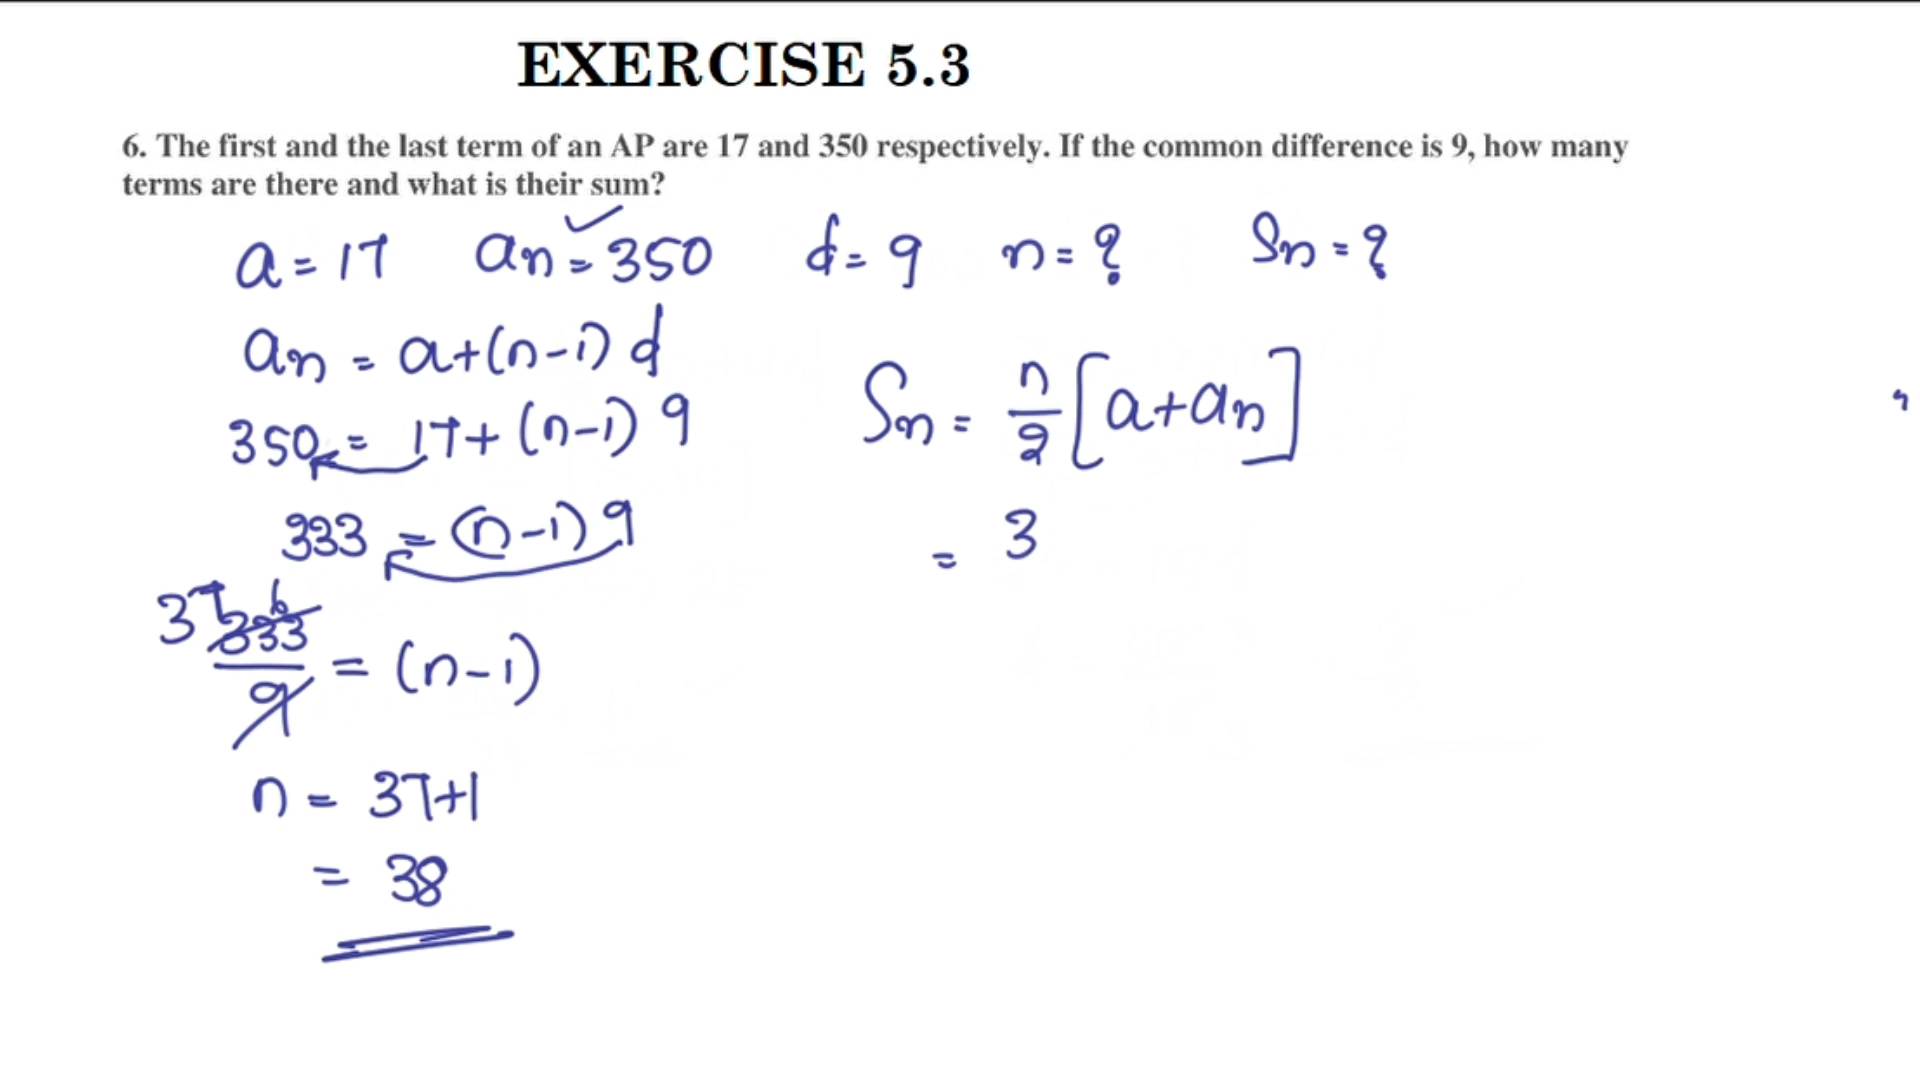 EXERCISE 5.3
6. The first and the last term of an AP are 17 and 350 respectively. If the common difference is 9, how many
terms are there and what is their sum?
a = 17 an = 350 d = 9 n = ? Sn = ?
an = a+(n-1) d
350 = 17+ (n-1) 9
333 = (n-1) 9
37 333 6
9 = (n-1)
n = 37+1
= 38
Sn = n/2 [a+an]
= 3